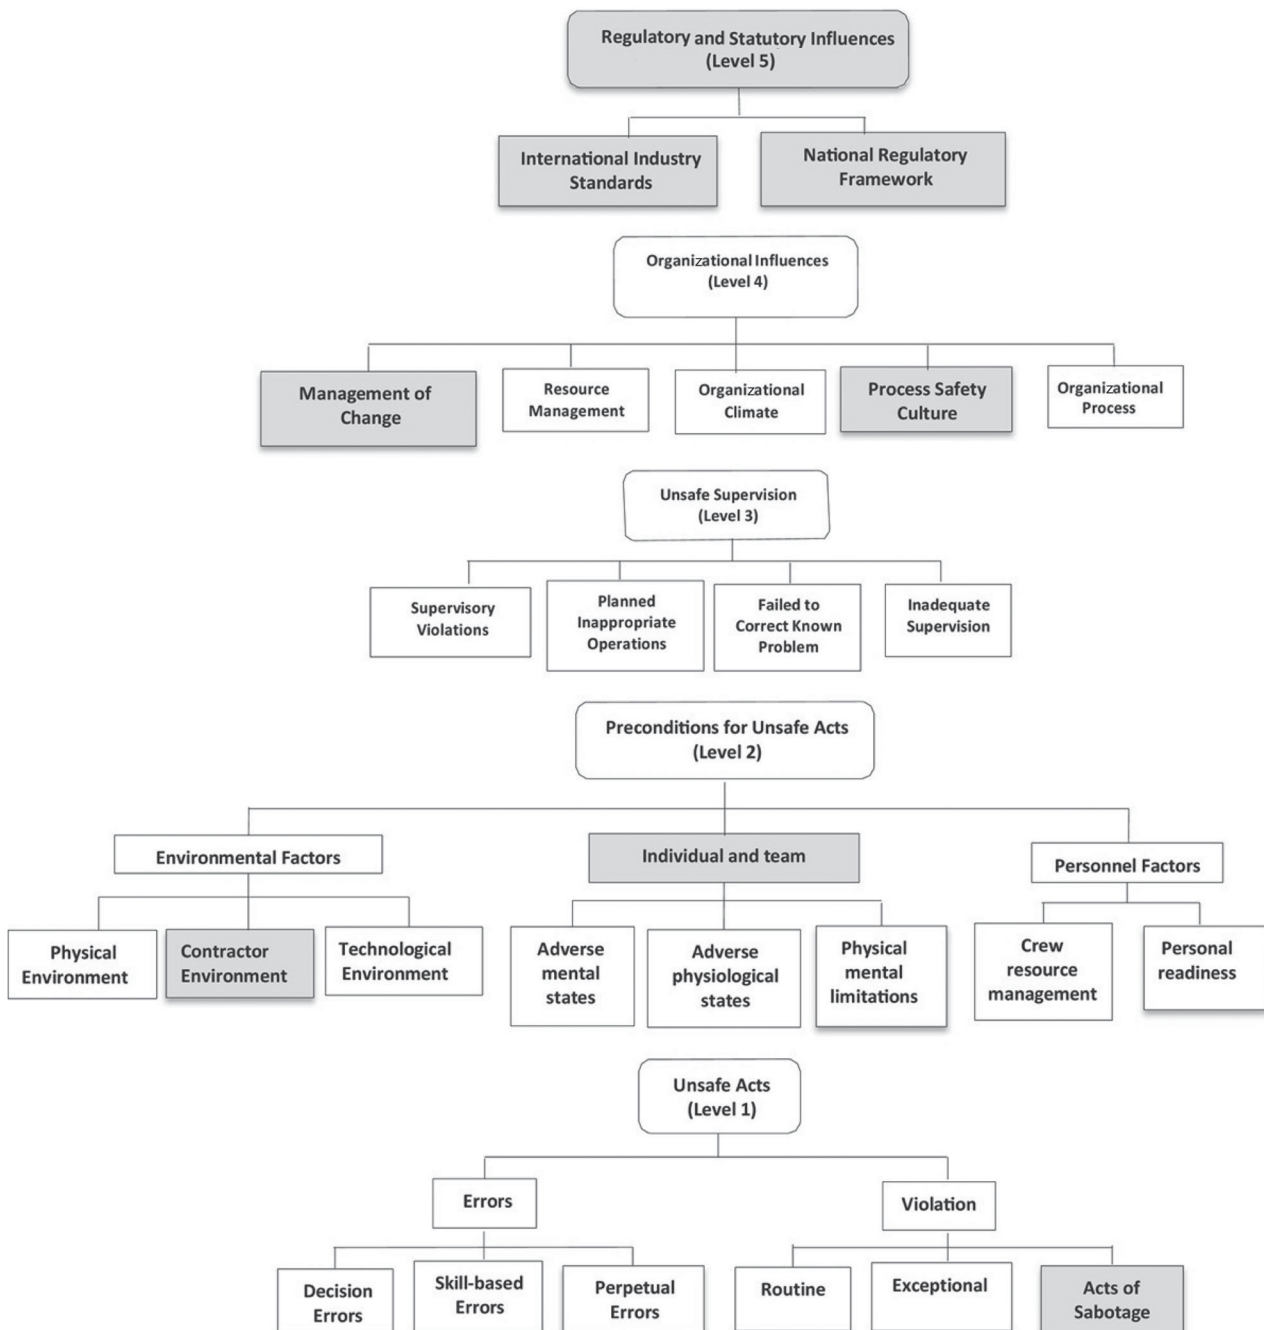 Regulatory and Statutory Influences
(Level 5)
International Industry
Standards
National Regulatory
Framework
Organizational Influences
(Level 4)
Management of
Change
Resource
Management
Organizational
Climate
Process Safety
Culture
Organizational
Process
Unsafe Supervision
(Level 3)
Supervisory
Violations
Planned
Inappropriate
Operations
Failed to
Correct Known
Problem
Inadequate
Supervision
Preconditions for Unsafe Acts
(Level 2)
Environmental Factors
Individual and team
Personnel Factors
Physical
Environment
Contractor
Environment
Technological
Environment
Adverse
mental
states
Adverse
physiological
states
Physical
mental
limitations
Crew
resource
management
Personal
readiness
Unsafe Acts
(Level 1)
Errors
Violation
Decision
Errors
Skill-based
Errors
Perpetual
Errors
Routine
Exceptional
Acts of
Sabotage